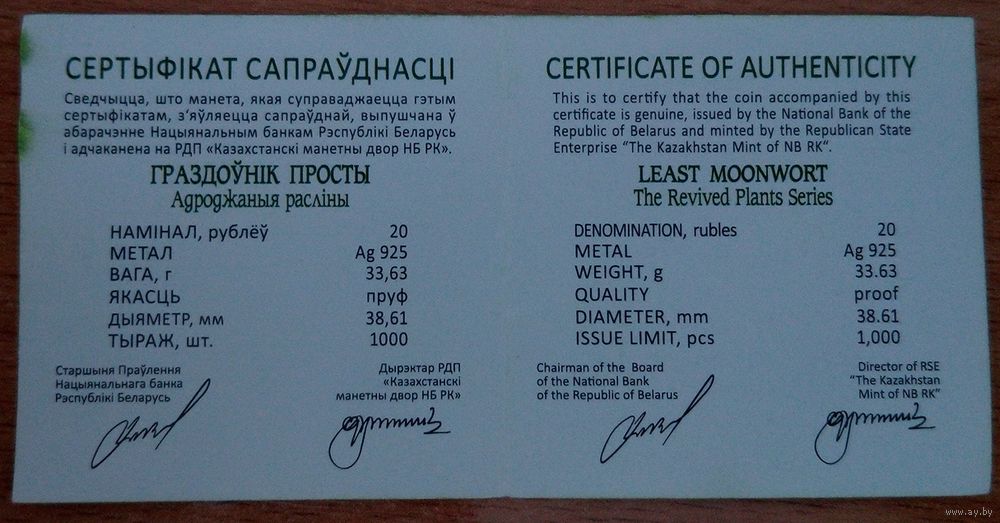 СЕРТЫФІКАТ САПРАЎДНАСЦІ
Сведчыцца, што манета, якая суправаджаецца гэтым
сертыфікатам, з’яўляецца сапраўднай, выпушчана ў
абарачэнне Нацыянальным банкам Рэспублікі Беларусь
і адчаканена на РДП «Казахстанскі манетны двор НБ РК».
ГРАЗДОЎНІК ПРОСТЫ
Адроджаныя расліны
НАМІНАЛ, рублёў 20
МЕТАЛ Ag 925
ВАГА, г 33,63
ЯКАСЦЬ пруф
ДЫЯМЕТР, мм 38,61
ТЫРАЖ, шт. 1000
Старшыня Праўлення
Нацыянальнага банка
Рэспублікі Беларусь
Дырэктар РДП
«Казахстанскі
манетны двор НБ РК»
CERTIFICATE OF AUTHENTICITY
This is to certify that the coin accompanied by this
certificate is genuine, issued by the National Bank of the
Republic of Belarus and minted by the Republican State
Enterprise “The Kazakhstan Mint of NB RK“.
LEAST MOONWORT
The Revived Plants Series
DENOMINATION, rubles 20
METAL Ag 925
WEIGHT, g 33.63
QUALITY proof
DIAMETER, mm 38.61
ISSUE LIMIT, pcs 1,000
Chairman of the Board
of the National Bank
of the Republic of Belarus
Director of RSE
“The Kazakhstan
Mint of NB RK”
www.ay.by